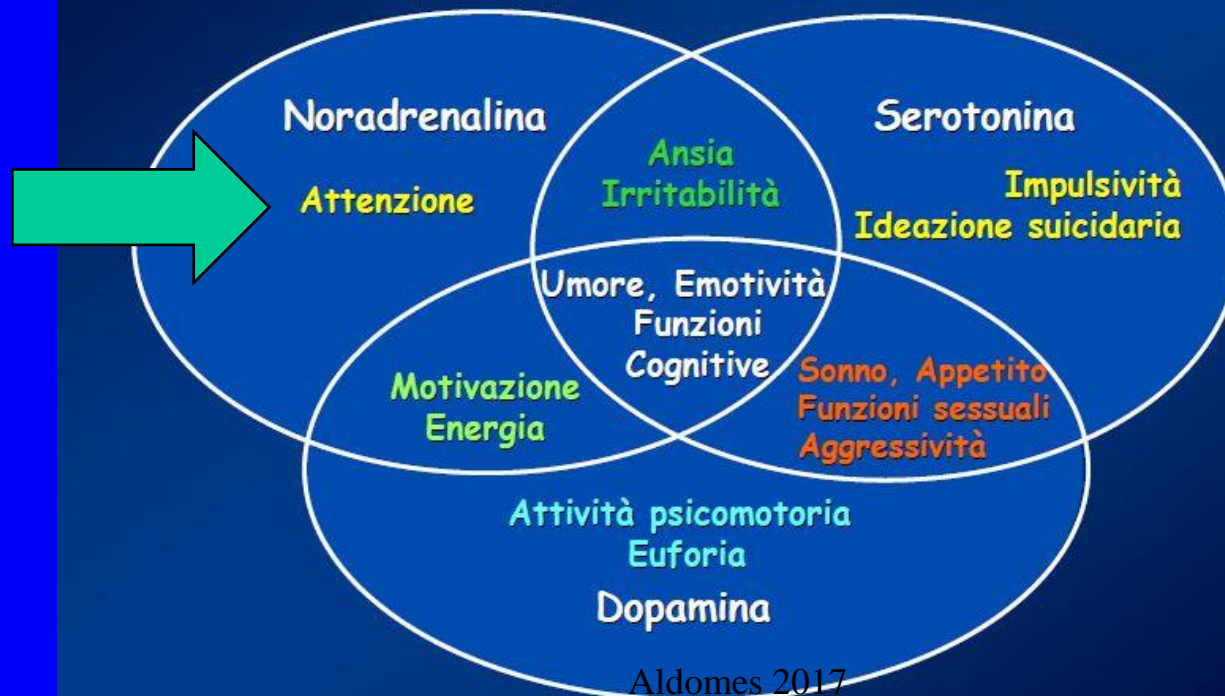 Noradrenalina
Serotonina
Ansia
Irritabilità
Attenzione
Impulsività
Ideazione suicidaria
Umore, Emotività
Funzioni
Cognitive
Motivazione
Energia
Sonno, Appetito
Funzioni sessuali
Aggressività
Attività psicomotoria
Euforia
Dopamina
Aldomes 2017